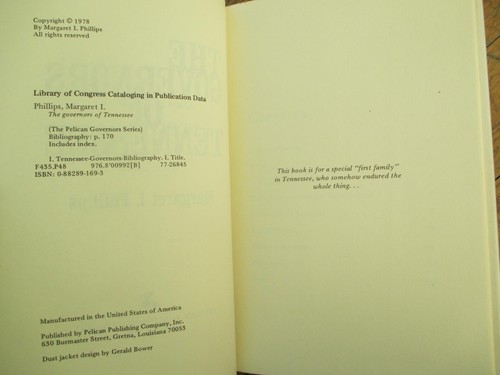 Copyright © 1978
By Margaret I. Phillips
All rights reserved
Library of Congress Cataloging in Publication Data
Phillips, Margaret I.
The governors of Tennessee
(The Pelican Governors Series)
Bibliography: p. 170
Includes index.
1. Tennessee-Governors-Bibliography. I. Title.
F435.P48 976.8'00992[B] 77-26845
ISBN: 0-88289-169-3
Manufactured in the United States of America
Published by Pelican Publishing Company, Inc.
630 Burmaster Street, Gretna, Louisiana 70053
Dust jacket design by Gerald Bower
This book is for a special "first family"
in Tennessee, who somehow endured the
whole thing. . .